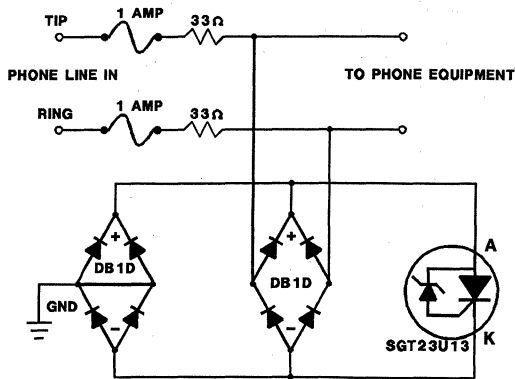 TIP
1 AMP
33Ω
PHONE LINE IN
TO PHONE EQUIPMENT
RING
1 AMP
33Ω
+
+
DB1D
DB1D
A
GND
-
-
K
SGT23U13